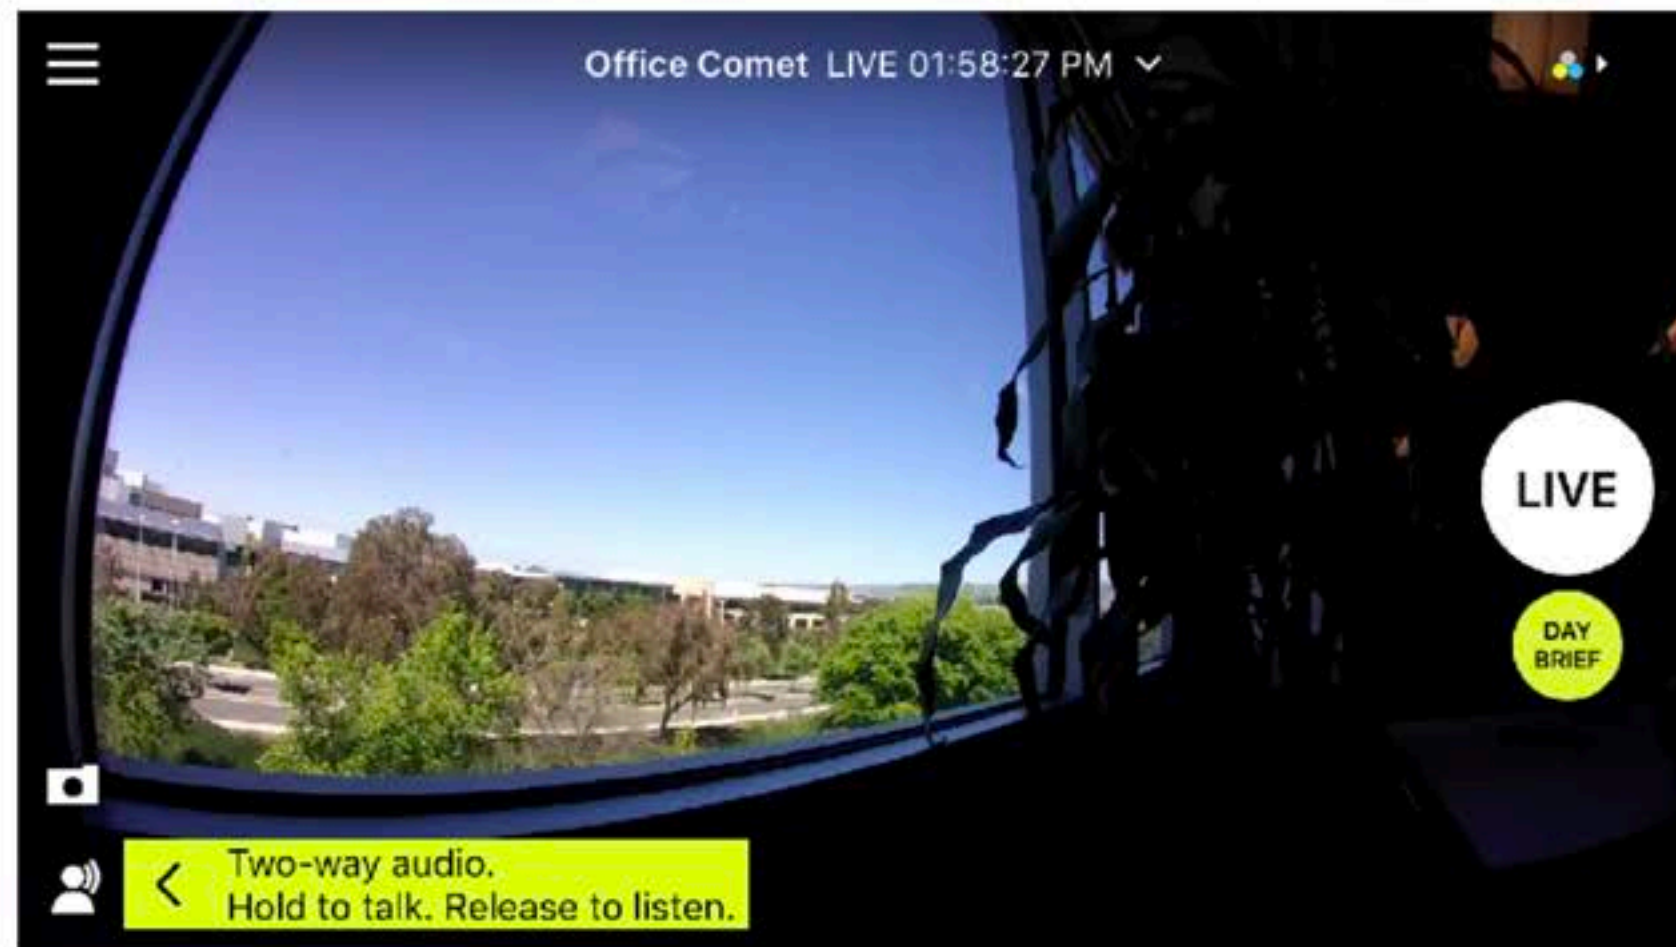 Office Comet LIVE 01:58:27 PM
LIVE
DAY
BRIEF
Two-way audio.
Hold to talk. Release to listen.